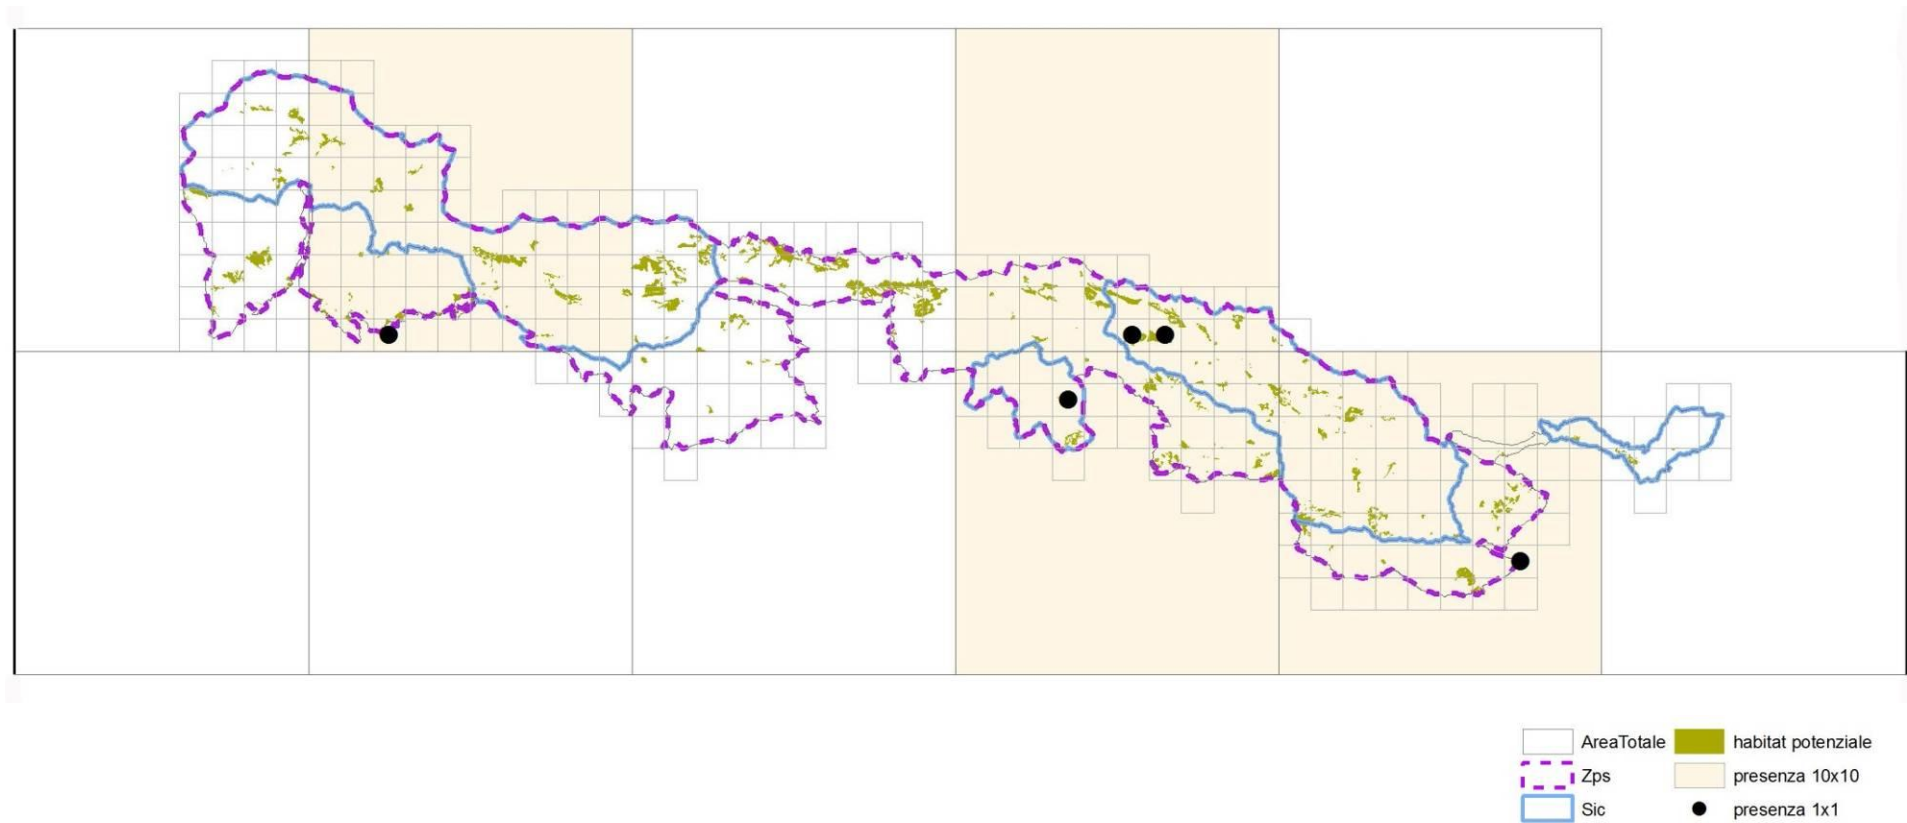 AreaTotale
habitat potenziale
Zps
presenza 10x10
Sic
presenza 1x1